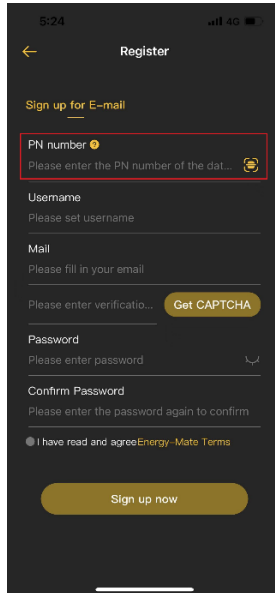 5:24
4G
Register
Sign up for E-mail
PN number ?
Please enter the PN number of the dat...
Username
Please set username
Mail
Please fill in your email
Please enter verificatio... Get CAPTCHA
Password
Please enter password
Confirm Password
Please enter the password again to confirm
I have read and agreeEnergy-Mate Terms
Sign up now